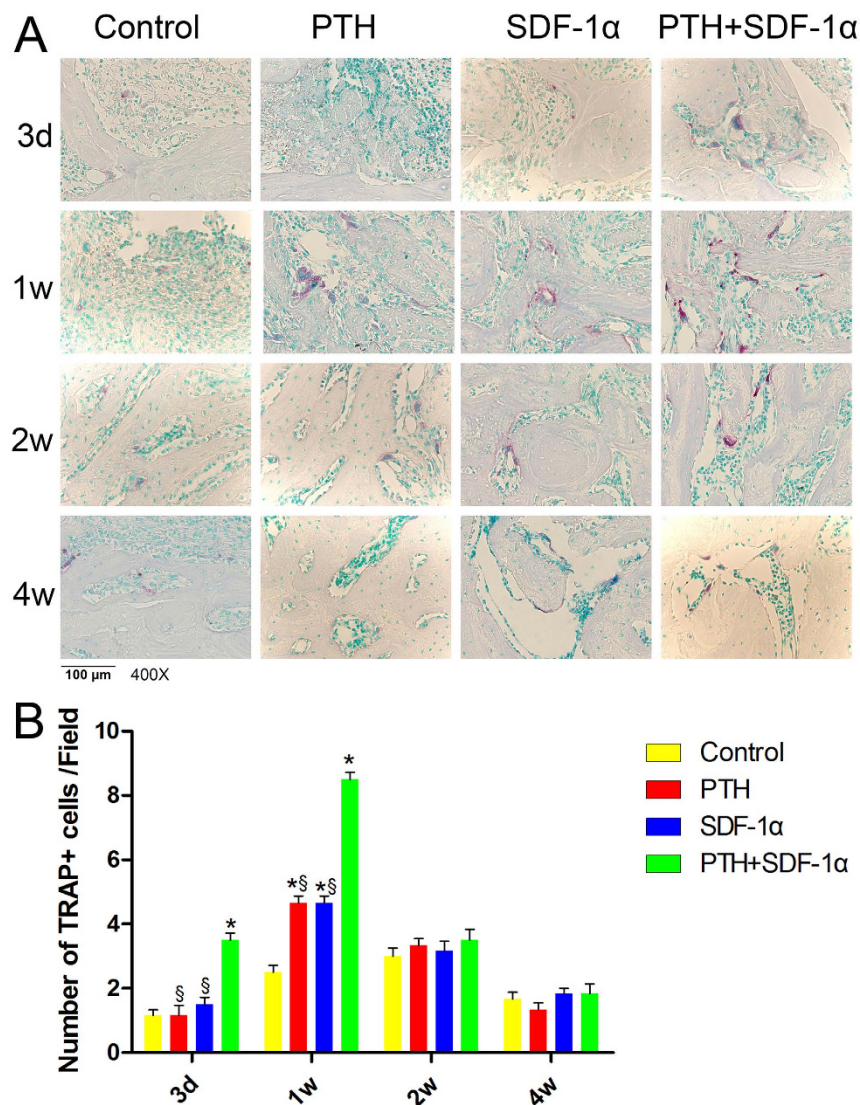 A
Control PTH SDF-1α PTH+SDF-1α
3d
1w
2w
4w
100 μm 400X
B
Number of TRAP+ cells /Field
10
8
6
4
2
0
* * * *
§ § § §
3d 1w 2w 4w
Control
PTH
SDF-1α
PTH+SDF-1α